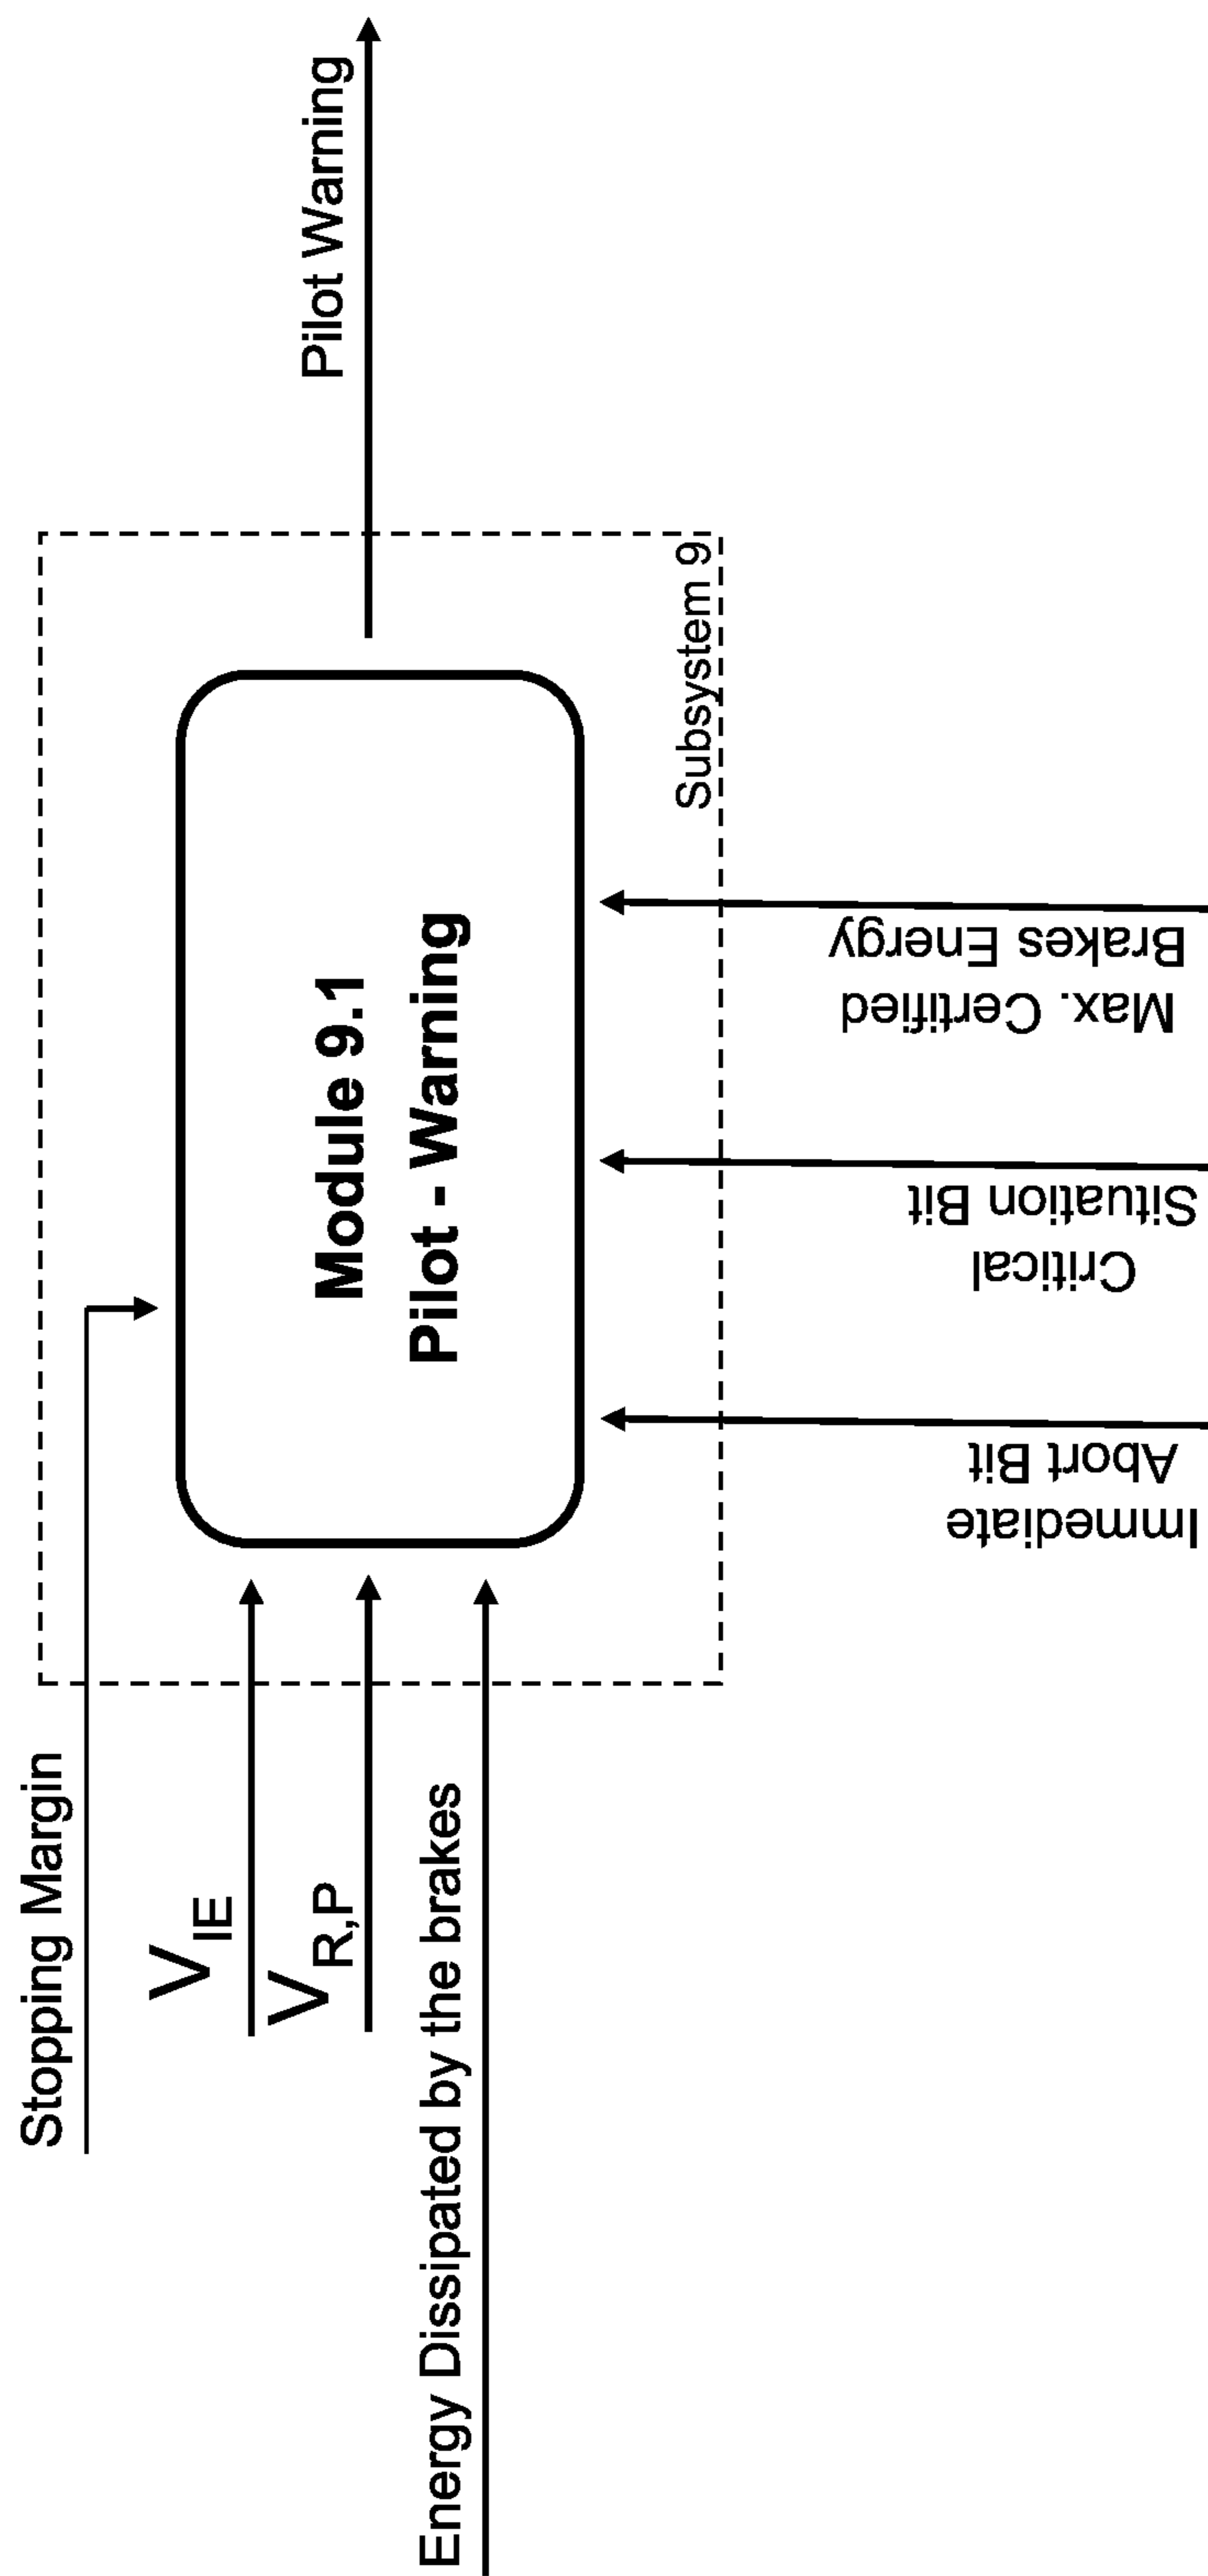 Stopping Margin
V_IE
V_R,P
Energy Dissipated by the brakes
Module 9.1
Pilot - Warning
Subsystem 9
Pilot Warning
Immediate
Abort Bit
Critical
Situation Bit
Max. Certified
Brakes Energy